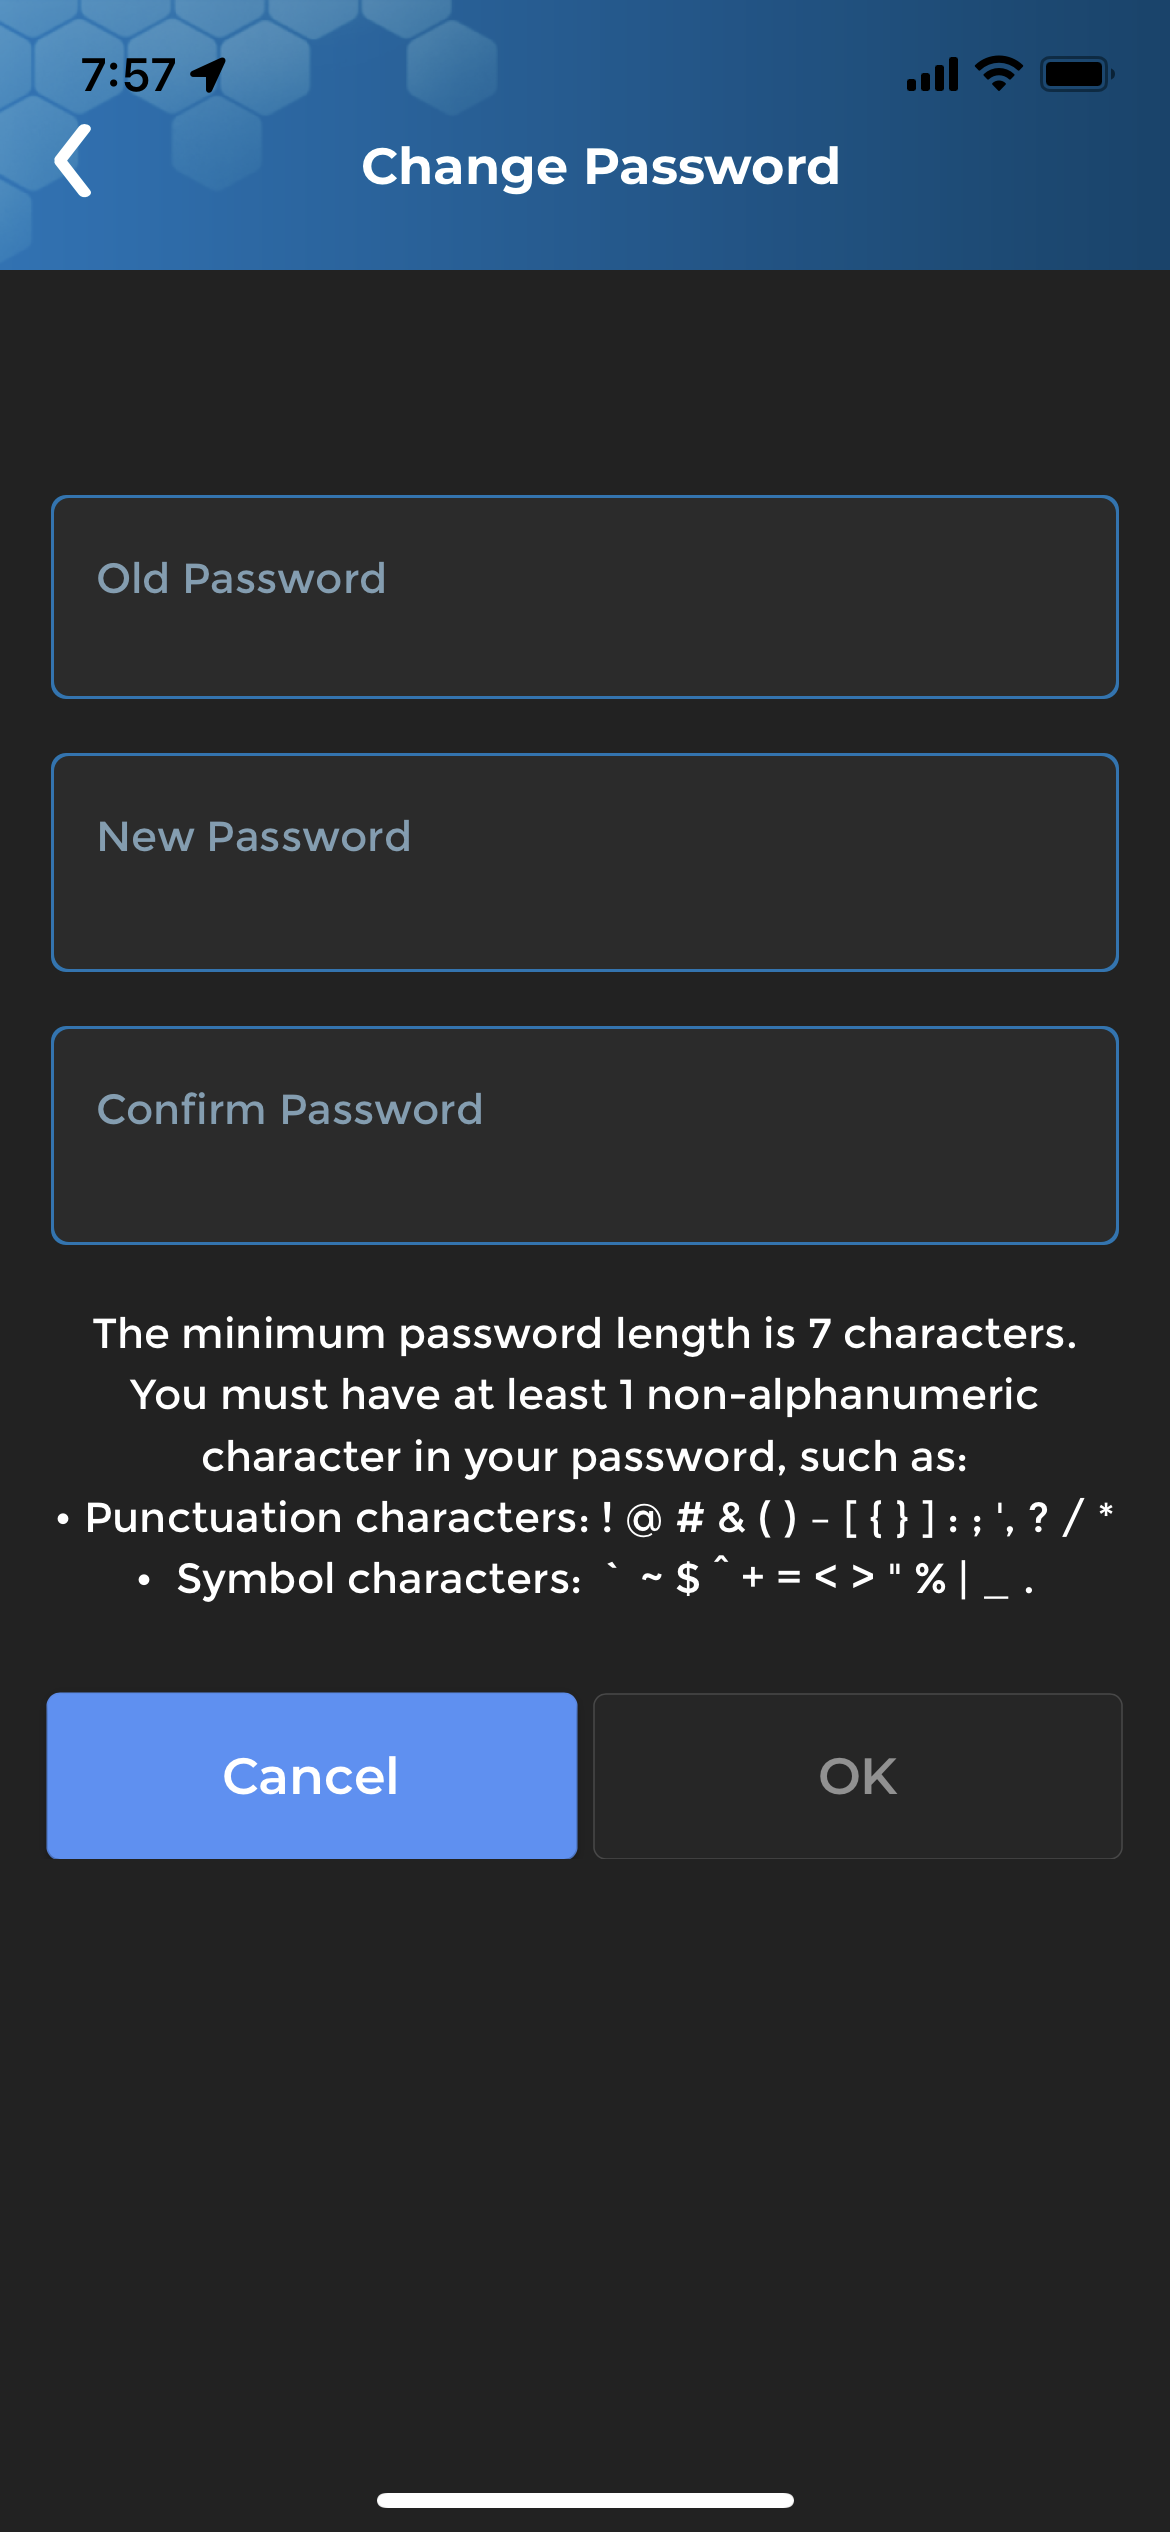 7:57
Change Password
Old Password
New Password
Confirm Password
The minimum password length is 7 characters.
You must have at least 1 non-alphanumeric
character in your password, such as:
• Punctuation characters: ! @ # & ( ) - [ { } ] : ; ', ? / *
• Symbol characters: ` ~ $ ^ + = < > " % | _ .
Cancel
OK